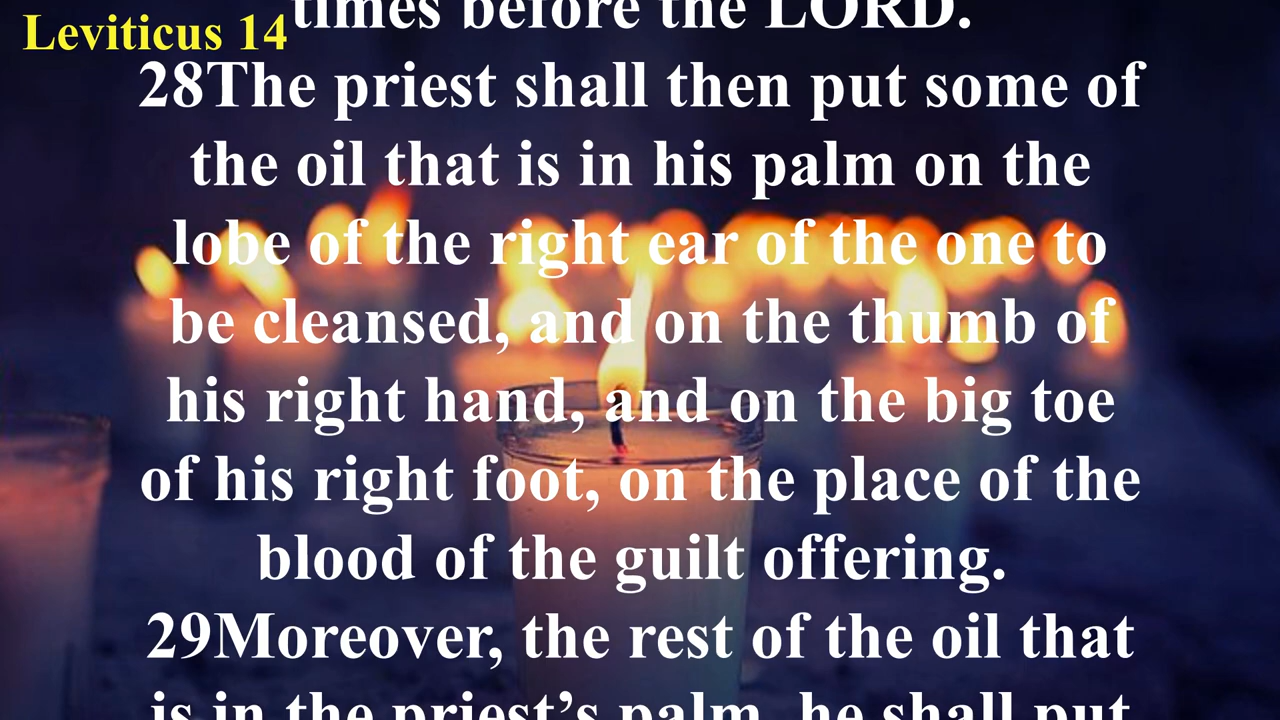 Leviticus 14
times before the LORD.
28The priest shall then put some of
the oil that is in his palm on the
lobe of the right ear of the one to
be cleansed, and on the thumb of
his right hand, and on the big toe
of his right foot, on the place of the
blood of the guilt offering.
29Moreover, the rest of the oil that
is in the priest’s palm, he shall put